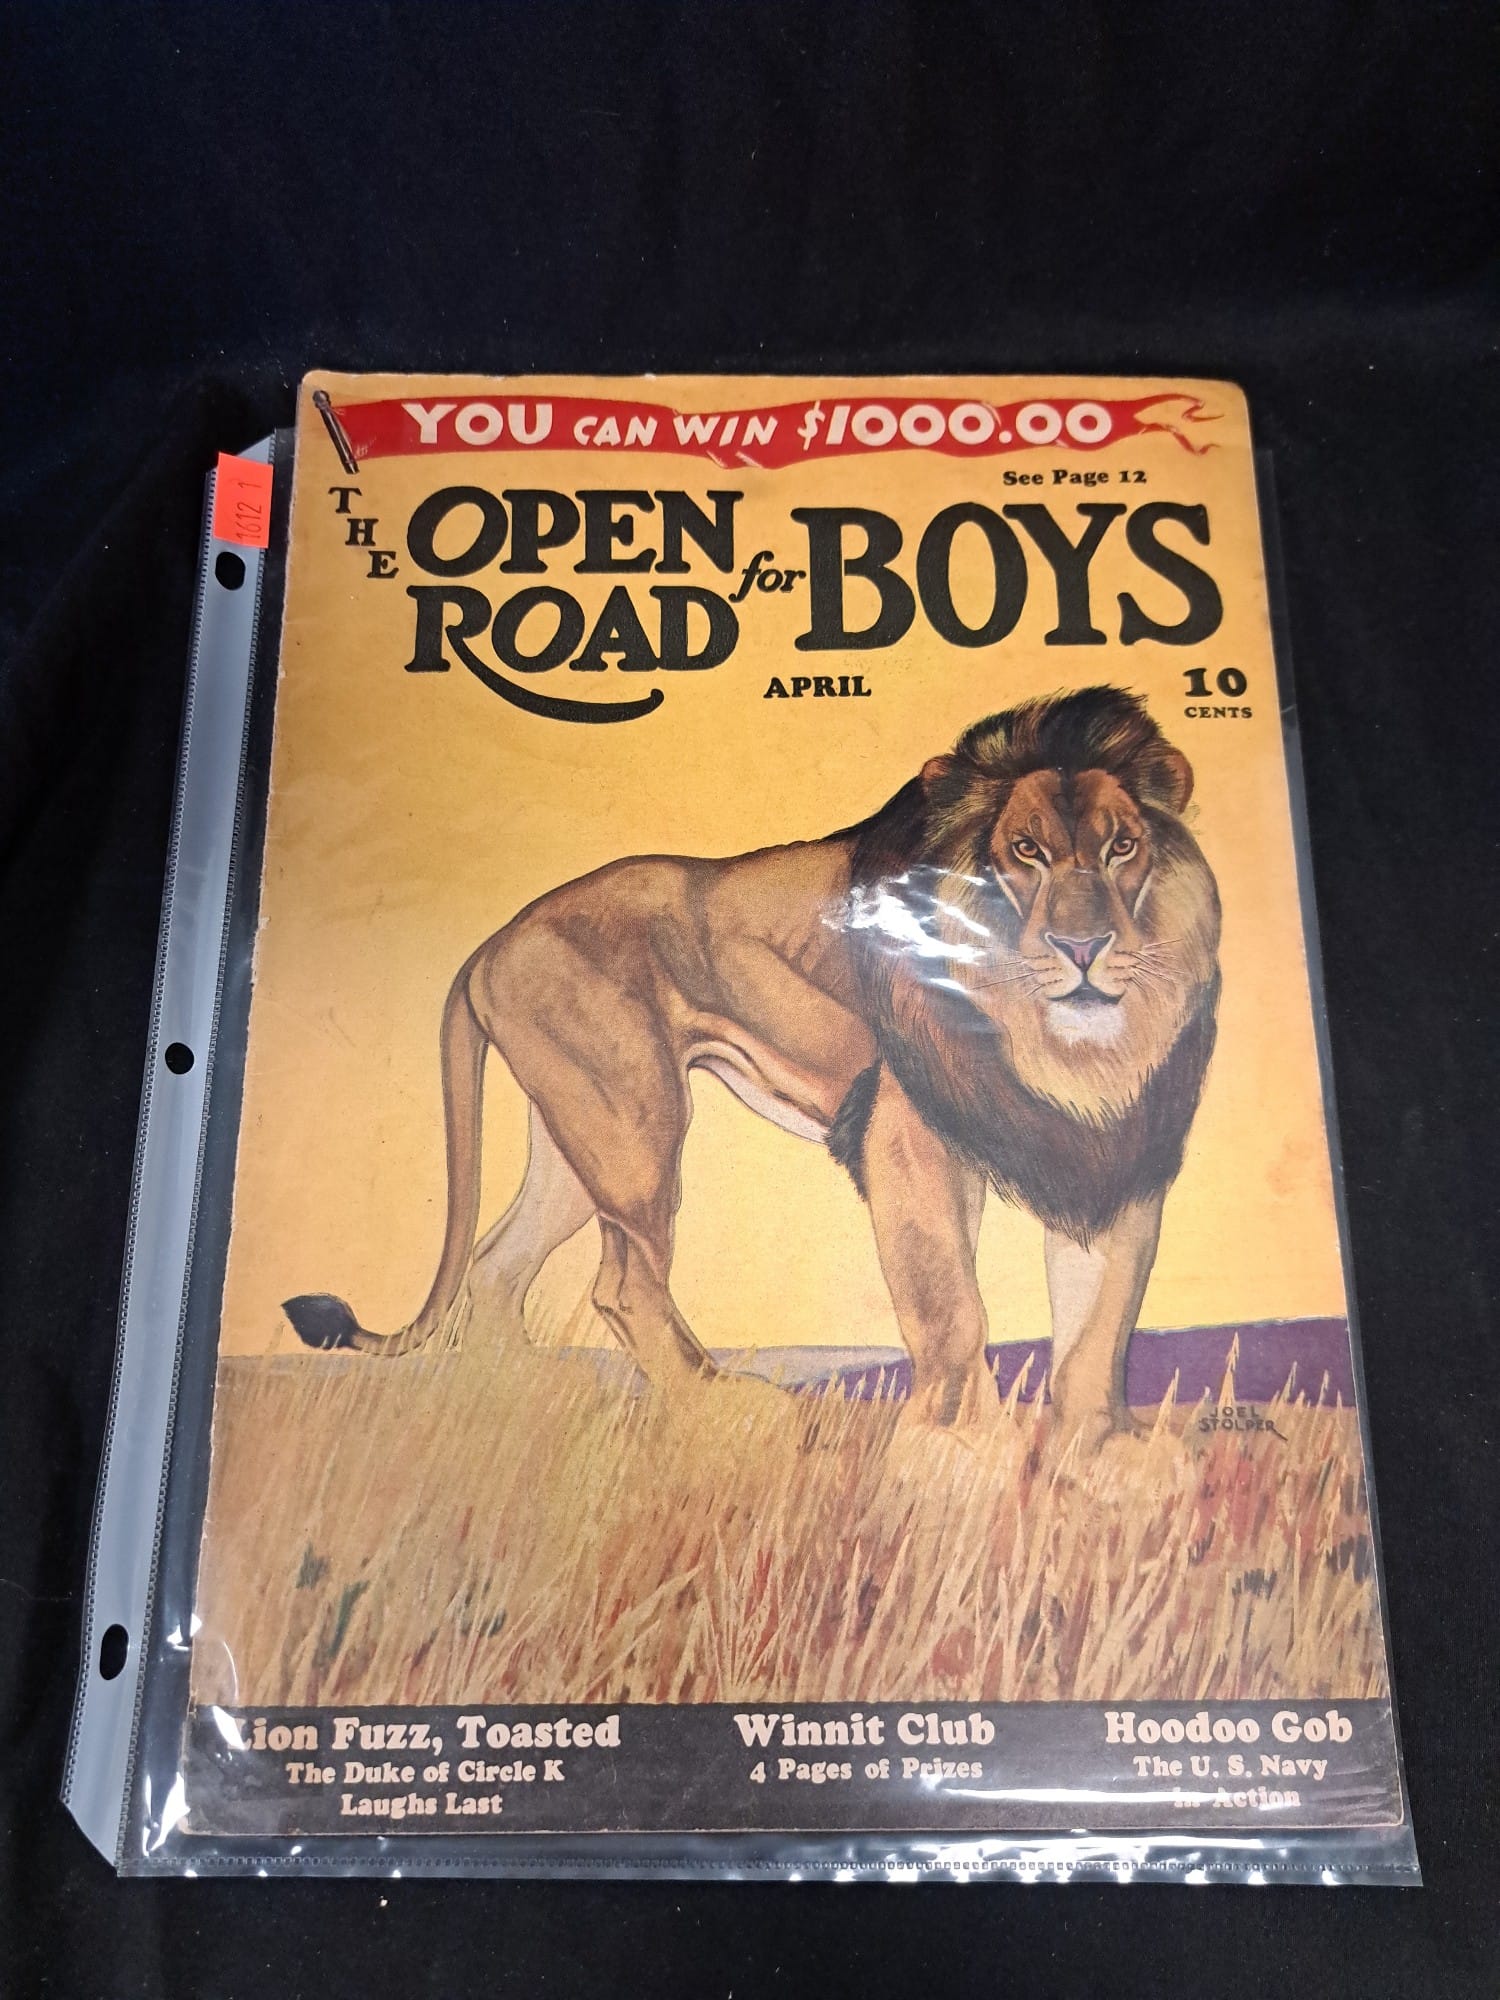 YOU CAN WIN $1000.00
See Page 12
THE OPEN ROAD for BOYS
APRIL
10
CENTS
1612 1
JOEL
STOLPER
Lion Fuzz, Toasted
The Duke of Circle K
Laughs Last
Winnit Club
4 Pages of Prizes
Hoodoo Gob
The U. S. Navy
in Action